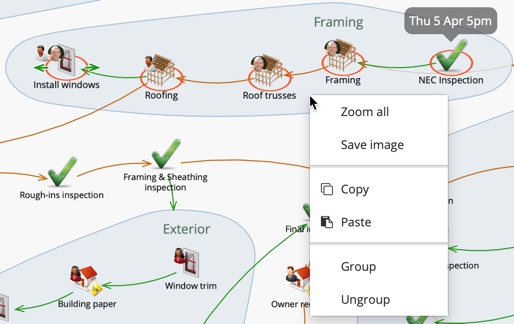 Framing
Thu 5 Apr 5pm
Install windows
Roofing
Roof trusses
Framing
NEC Inspection
Zoom all
Save image
Copy
Paste
Group
Ungroup
Rough-ins inspection
Framing & Sheathing
inspection
Exterior
Final in
Window trim
Building paper
Owner re
spection